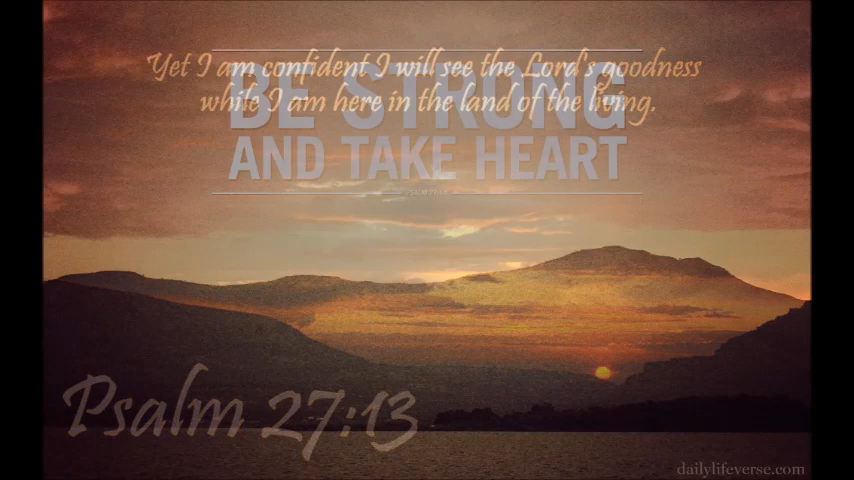 Yet I am confident I will see the Lord's goodness
while I am here in the land of the living.
BE STRONG
AND TAKE HEART
Psalm 27:13
dailylifeverse.com